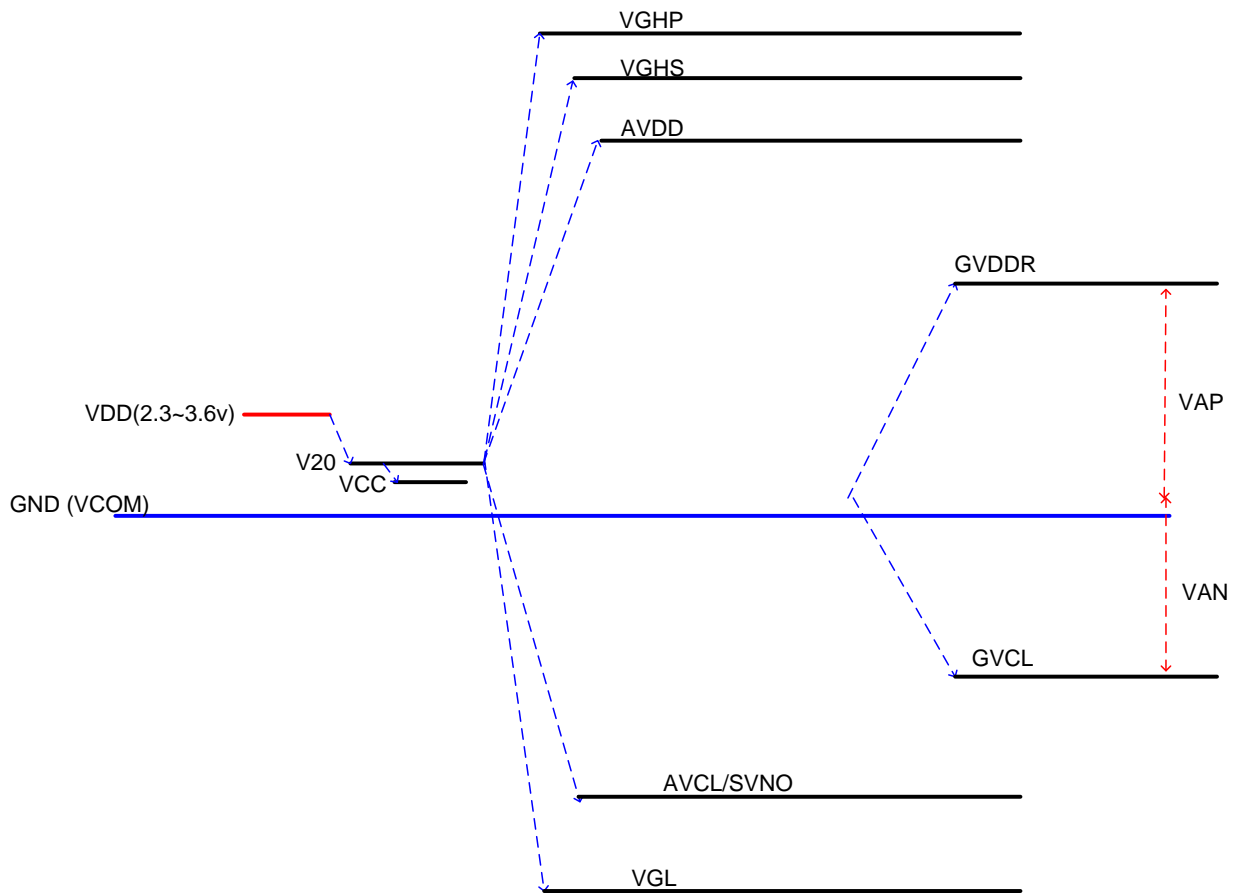 VGHP
VGHS
AVDD
GVDDR
VDD(2.3~3.6v)
VAP
V20
VCC
GND (VCOM)
VAN
GVCL
AVCL/SVNO
VGL